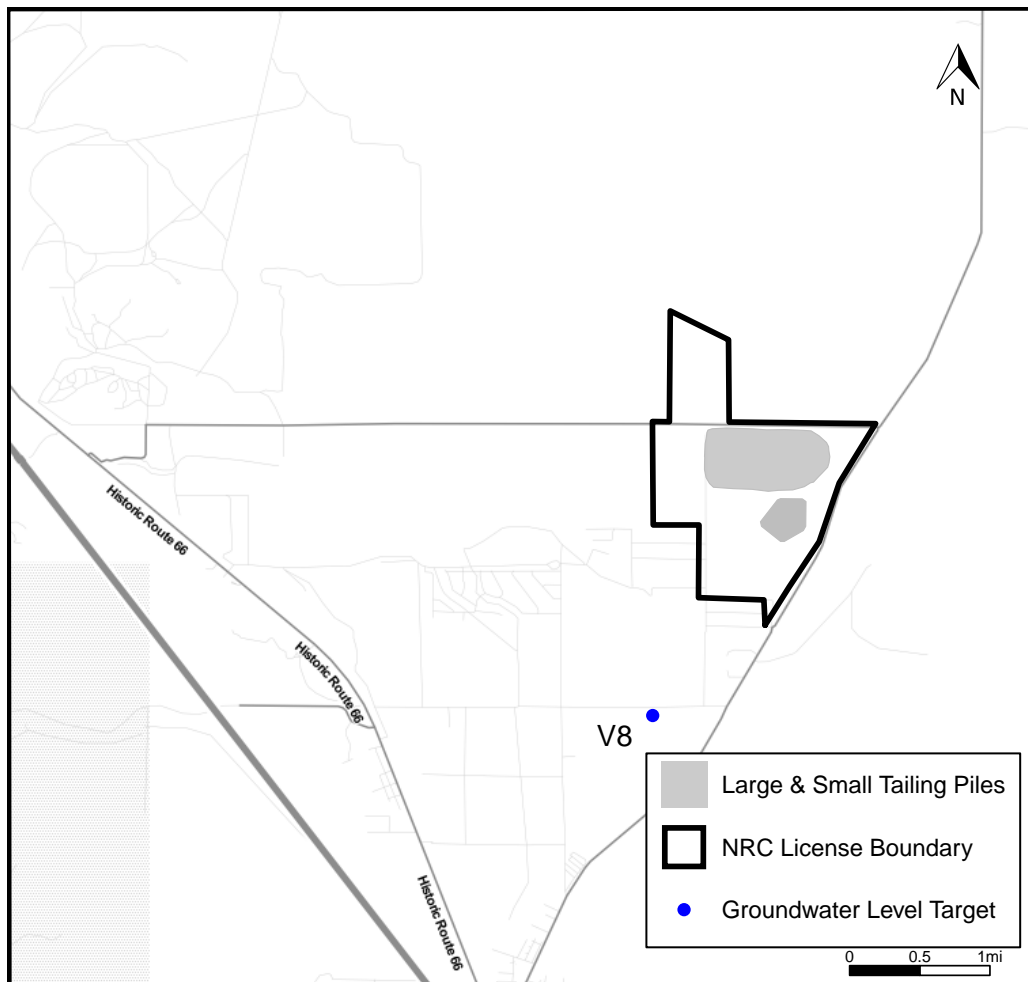 N
Historic Route 66
Historic Route 66
V8
Large & Small Tailing Piles
NRC License Boundary
Historic Route 66
Groundwater Level Target
0 0.5 1mi